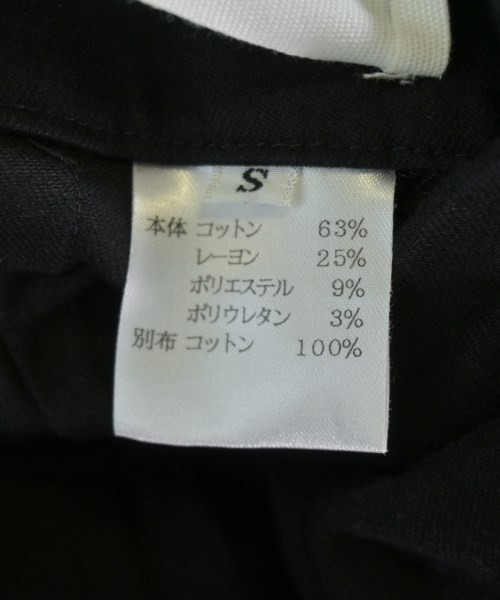 S
本体 コットン 63%
レーヨン 25%
ポリエステル 9%
ポリウレタン 3%
別布 コットン 100%